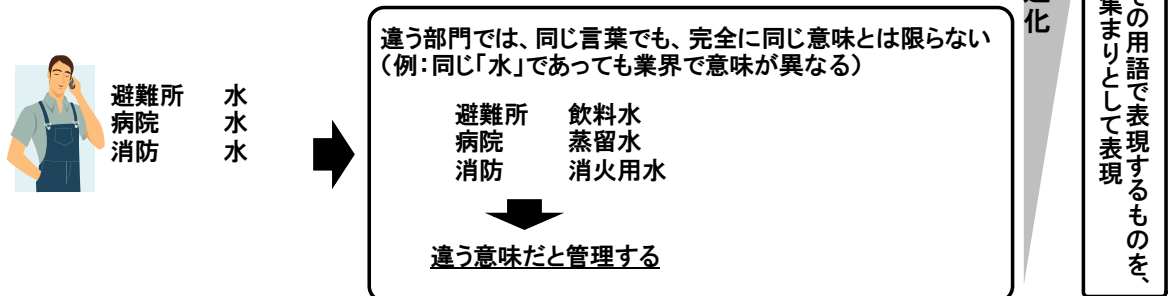 避難所 水
病院 水
消防 水
違う部門では、同じ言葉でも、完全に同じ意味とは限らない
(例:同じ「水」であっても業界で意味が異なる)
避難所 飲料水
病院 蒸留水
消防 消火用水
違う意味だと管理する
化
の用語で表現するものを、
集まりとして表現